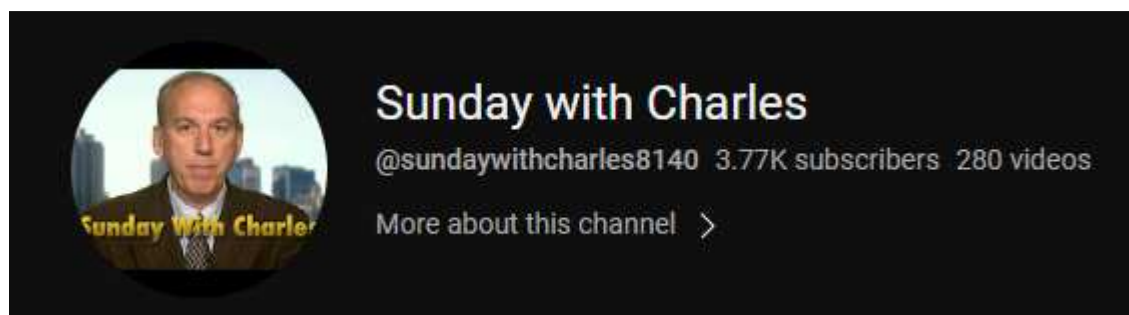 Sunday With Charles
Sunday with Charles
@sundaywithcharles8140 3.77K subscribers 280 videos
More about this channel >